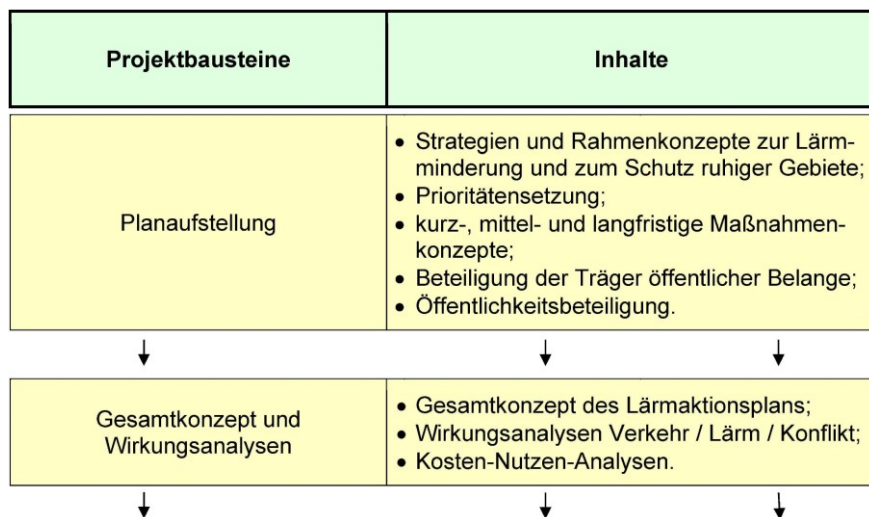 Projektbausteine
Inhalte
Planaufstellung
• Strategien und Rahmenkonzepte zur Lärm-
minderung und zum Schutz ruhiger Gebiete;
• Prioritätensetzung;
• kurz-, mittel- und langfristige Maßnahmen-
konzepte;
• Beteiligung der Träger öffentlicher Belange;
• Öffentlichkeitsbeteiligung.
Gesamtkonzept und
Wirkungsanalysen
• Gesamtkonzept des Lärmaktionsplans;
• Wirkungsanalysen Verkehr / Lärm / Konflikt;
• Kosten-Nutzen-Analysen.